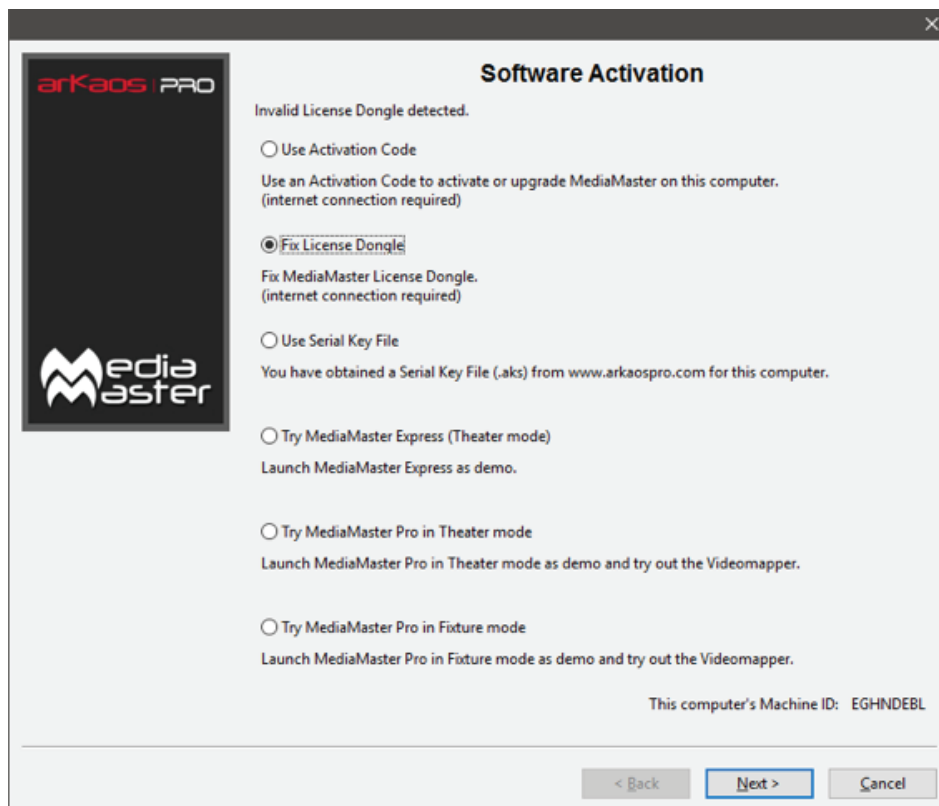 arKaos PRO
Media
Master
Software Activation
Invalid License Dongle detected.
Use Activation Code
Use an Activation Code to activate or upgrade MediaMaster on this computer.
(internet connection required)
Fix License Dongle
Fix MediaMaster License Dongle.
(internet connection required)
Use Serial Key File
You have obtained a Serial Key File (.aks) from www.arkaospro.com for this computer.
Try MediaMaster Express (Theater mode)
Launch MediaMaster Express as demo.
Try MediaMaster Pro in Theater mode
Launch MediaMaster Pro in Theater mode as demo and try out the Videomapper.
Try MediaMaster Pro in Fixture mode
Launch MediaMaster Pro in Fixture mode as demo and try out the Videomapper.
This computer's Machine ID: EGHNDEBL
< Back Next > Cancel